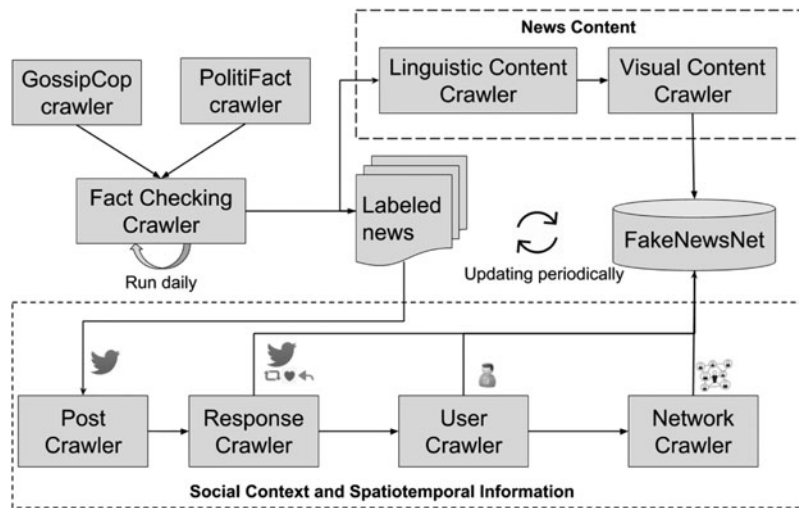 News Content
GossipCop
crawler
PolitiFact
crawler
Linguistic Content
Crawler
Visual Content
Crawler
Fact Checking
Crawler
Run daily
Labeled
news
Updating periodically
FakeNewsNet
Post
Crawler
Response
Crawler
User
Crawler
Network
Crawler
Social Context and Spatiotemporal Information